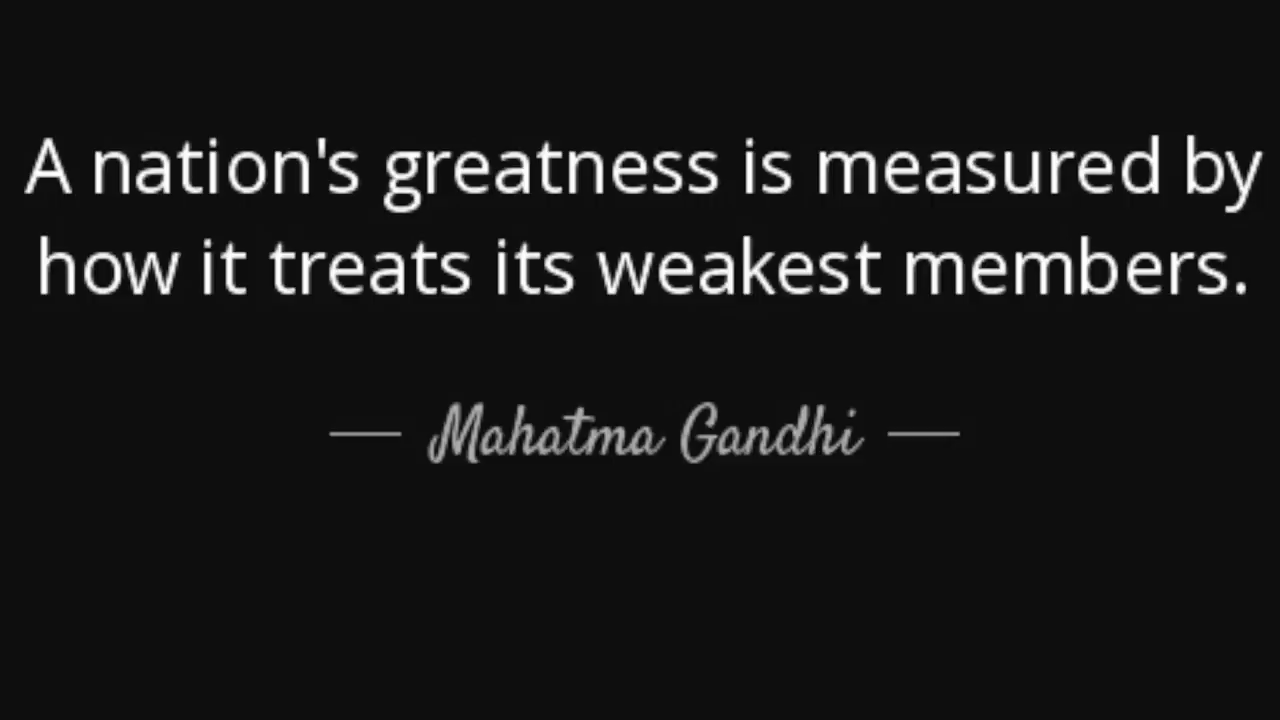 A nation's greatness is measured by
how it treats its weakest members.
— Mahatma Gandhi —